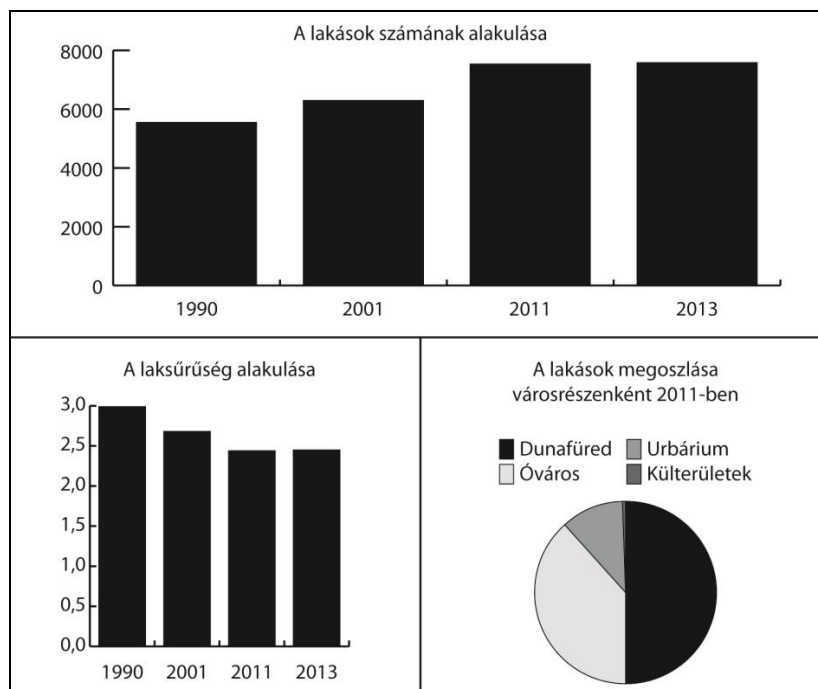 A lakások számának alakulása
8000
6000
4000
2000
0
1990 2001 2011 2013
A laksűrűség alakulása
3,0
2,5
2,0
1,5
1,0
0,5
0,0
1990 2001 2011 2013
A lakások megoszlása
városrészenként 2011-ben
Dunafüred Urbárium
Óváros Külterületek